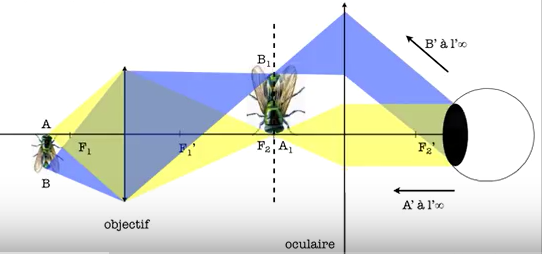 B₁
B' à l'∞
A
F₁
F₁'
F₂
A₁
F₂'
B
A' à l'∞
objectif
oculaire